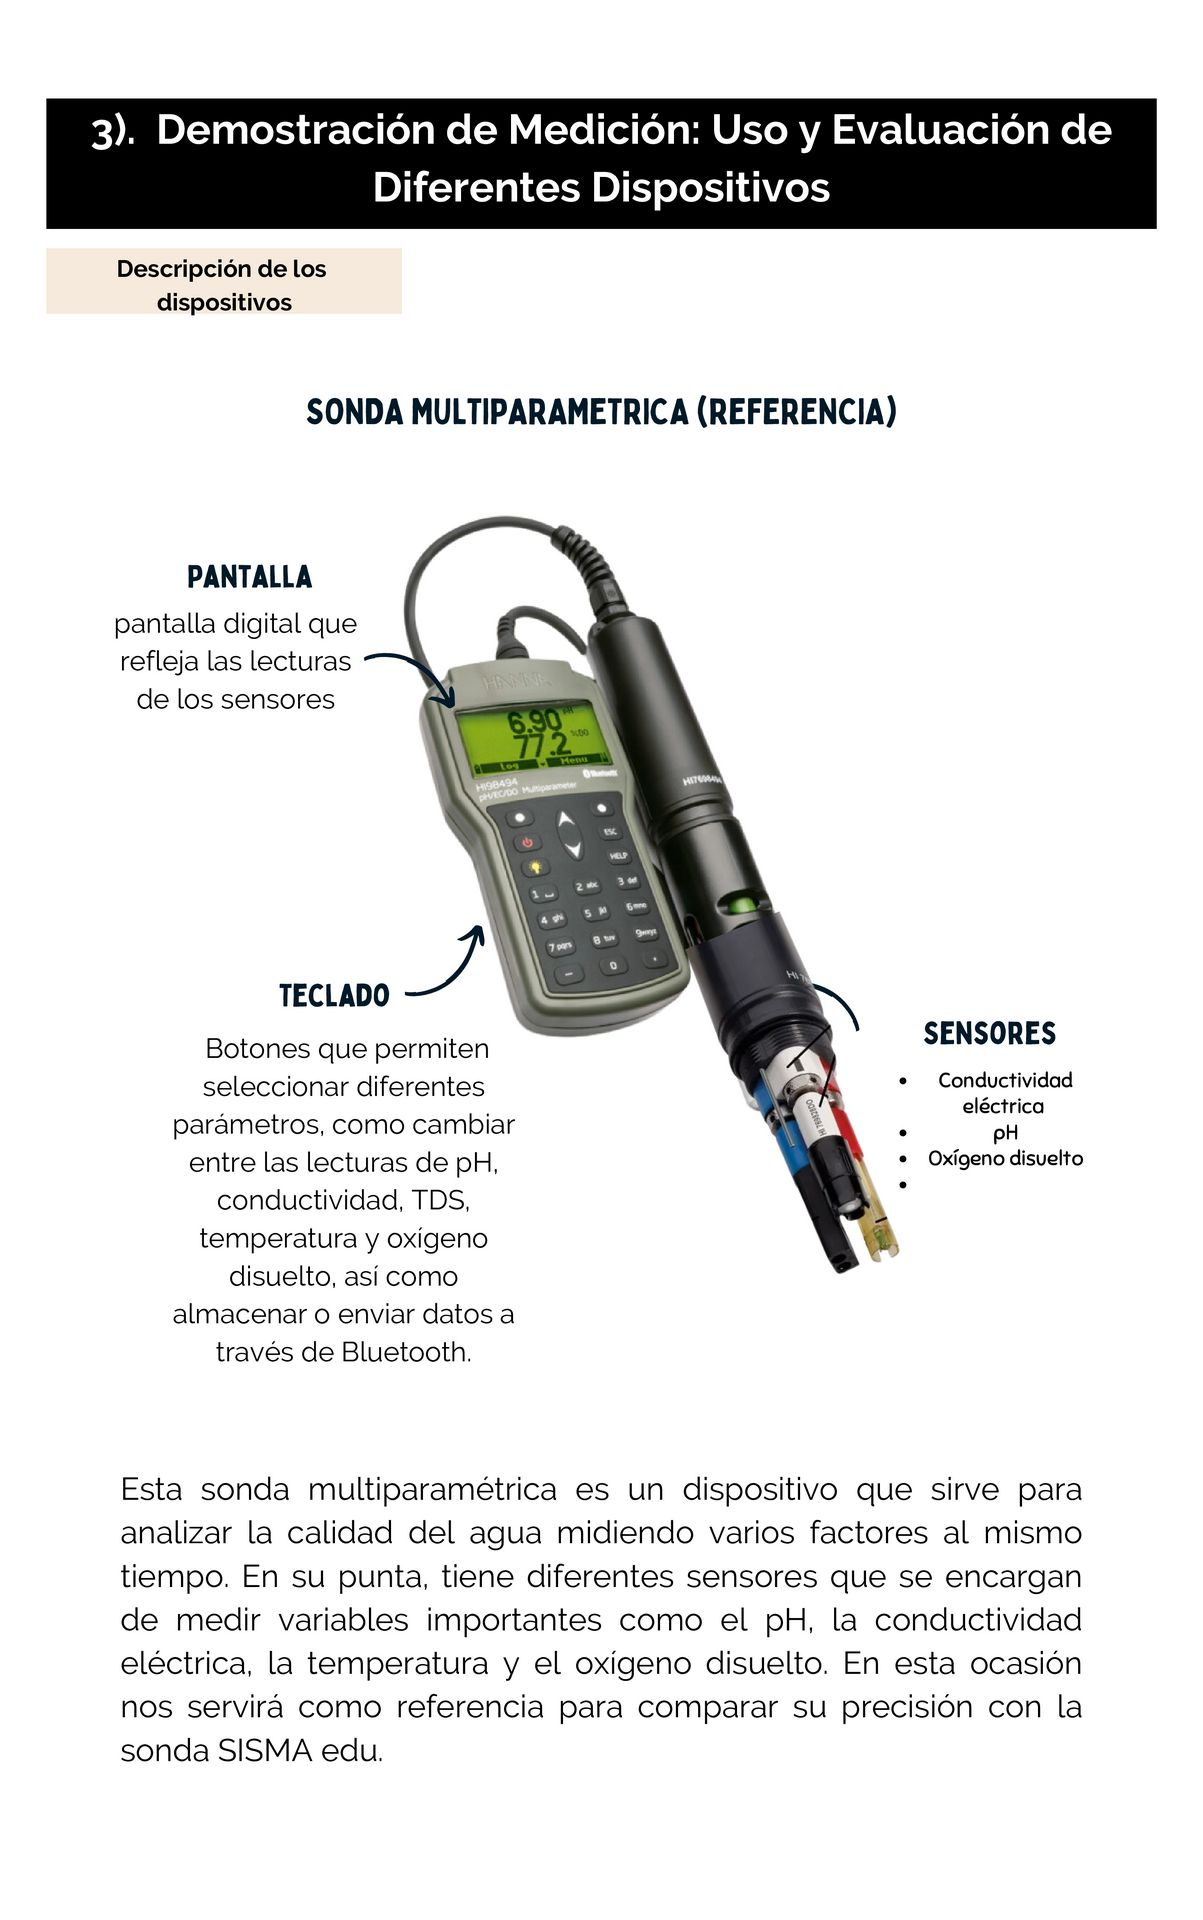 3). Demostración de Medición: Uso y Evaluación de
Diferentes Dispositivos
Descripción de los
dispositivos
SONDA MULTIPARAMETRICA (REFERENCIA)
PANTALLA
pantalla digital que
refleja las lecturas
de los sensores
HANNA
6.90 pH
77.2 %DO
Log Menu
Bluetooth
HI98494
pH/EC/DO Multiparameter
HI7698494
ESC
HELP
1
2 abc
3 def
4 ghi
5 jkl
6 mno
7 pqrs
8 tuv
9 wxyz
0
HI 76
HI 769828DO
TECLADO
Botones que permiten
seleccionar diferentes
parámetros, como cambiar
entre las lecturas de pH,
conductividad, TDS,
temperatura y oxígeno
disuelto, así como
almacenar o enviar datos a
través de Bluetooth.
SENSORES
• Conductividad
eléctrica
• pH
• Oxígeno disuelto
•
Esta sonda multiparamétrica es un dispositivo que sirve para
analizar la calidad del agua midiendo varios factores al mismo
tiempo. En su punta, tiene diferentes sensores que se encargan
de medir variables importantes como el pH, la conductividad
eléctrica, la temperatura y el oxígeno disuelto. En esta ocasión
nos servirá como referencia para comparar su precisión con la
sonda SISMA edu.